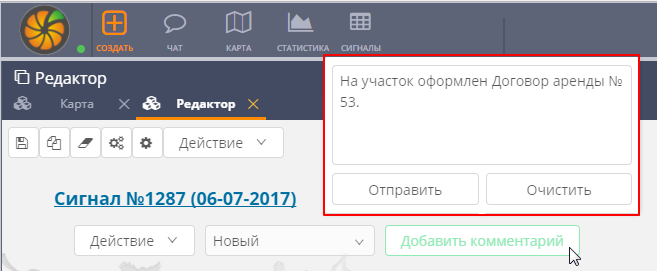 СОЗДАТЬ ЧАТ КАРТА СТАТИСТИКА СИГНАЛЫ
Редактор
Карта Редактор
Действие
На участок оформлен Договор аренды №
53.
Отправить Очистить
Сигнал №1287 (06-07-2017)
Действие Новый Добавить комментарий